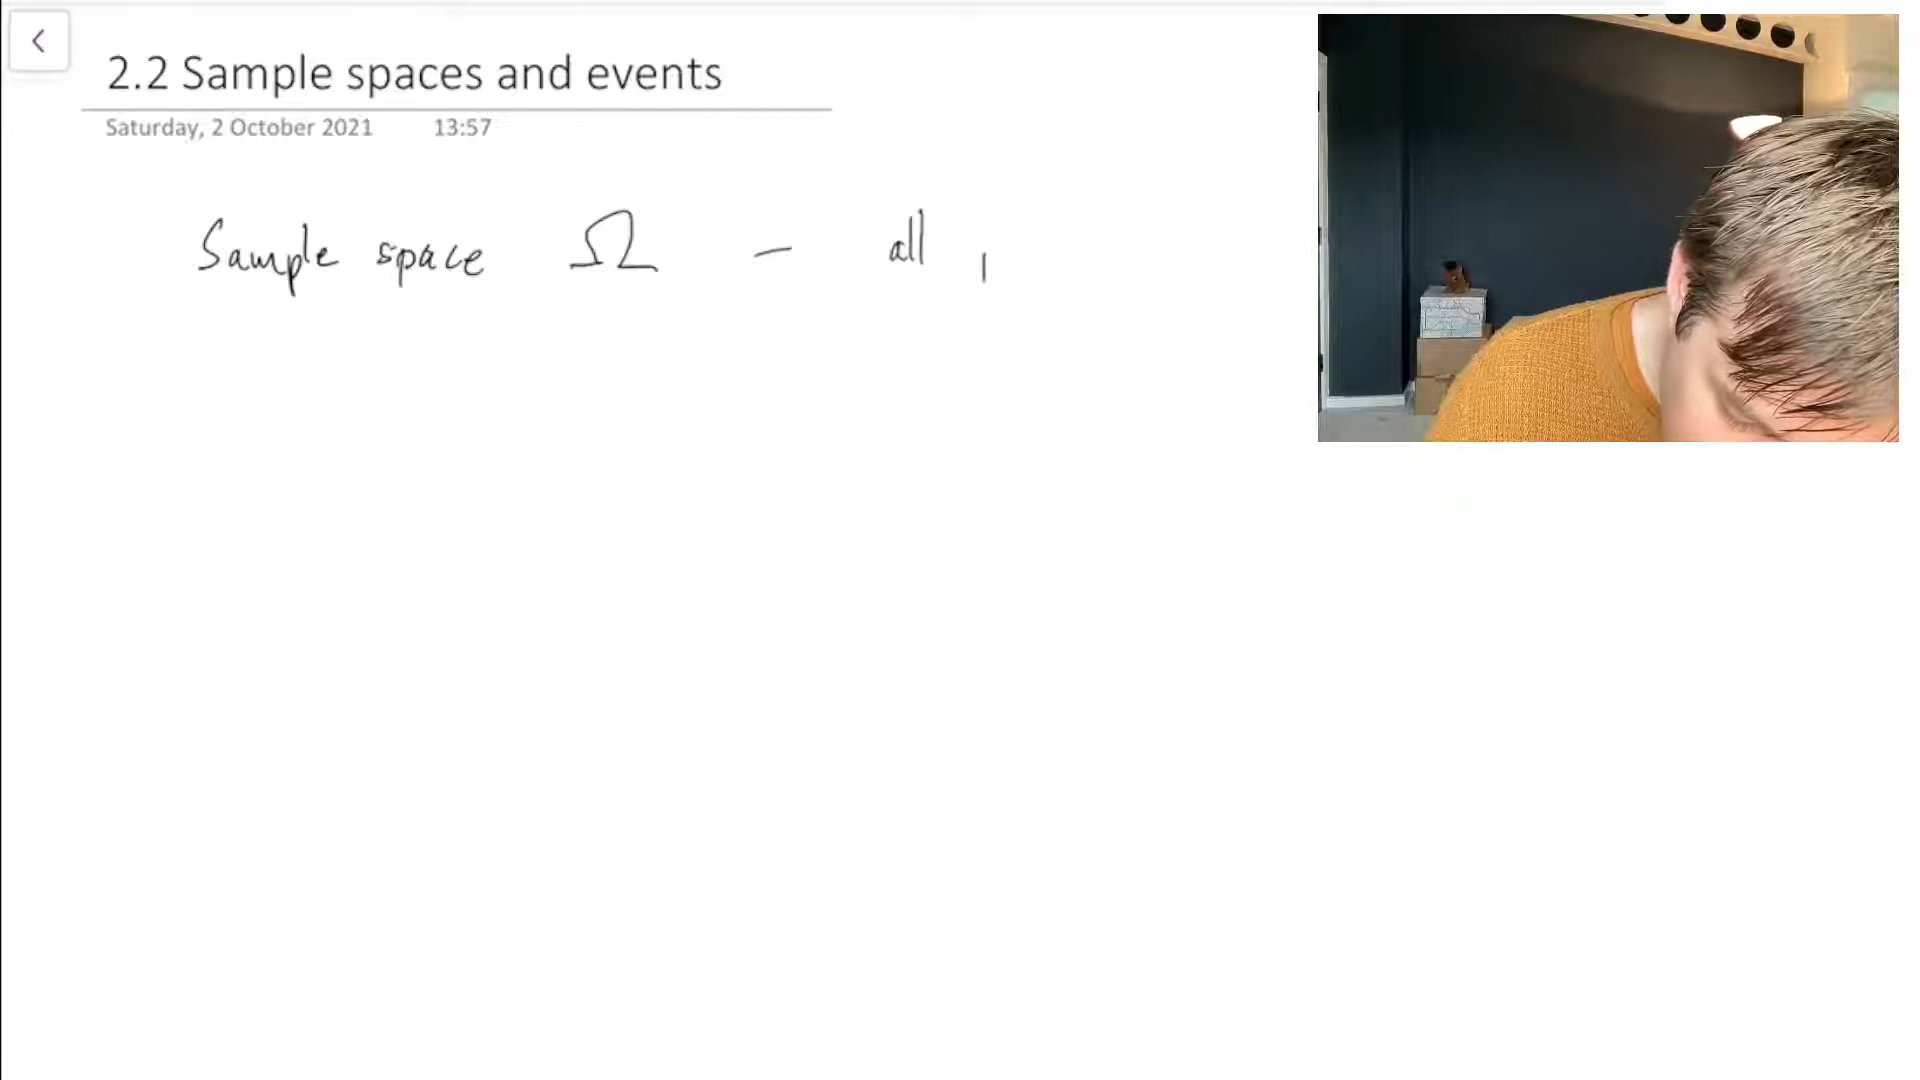 2.2 Sample spaces and events
Saturday, 2 October 2021 13:57
Sample space Ω – all